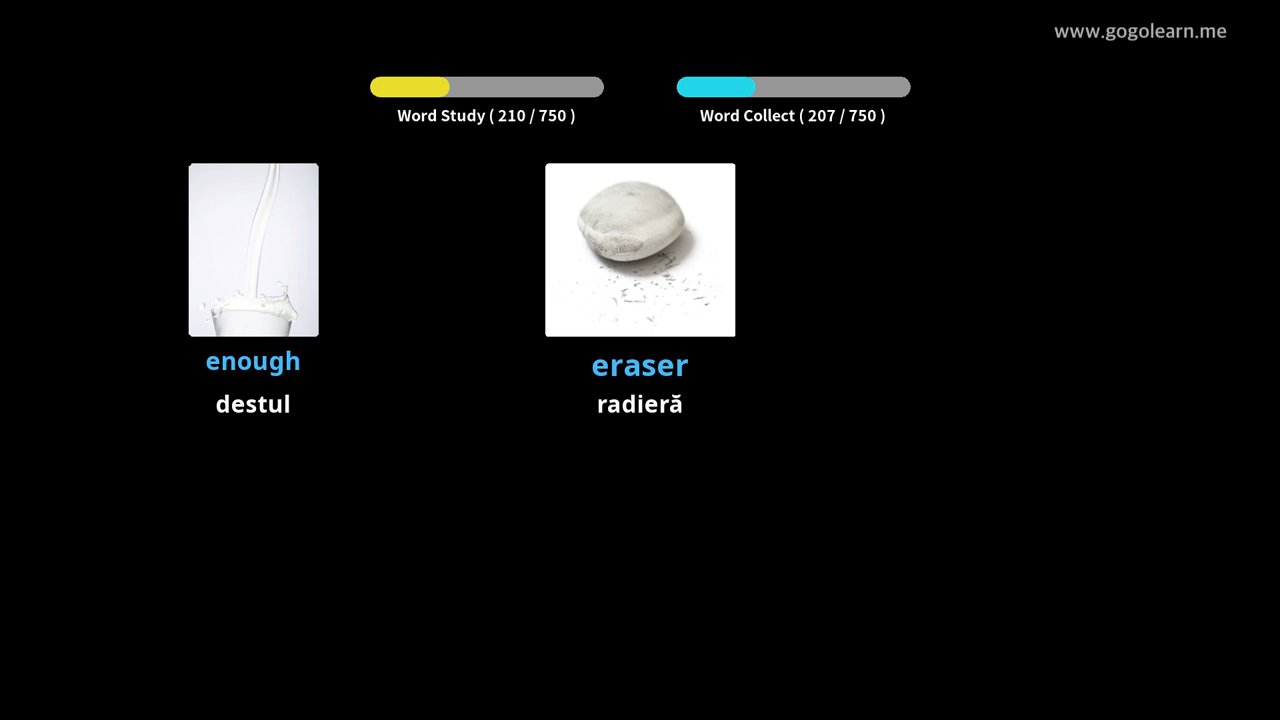 www.gogolearn.me
Word Study ( 210 / 750 )
Word Collect ( 207 / 750 )
enough
destul
eraser
radieră